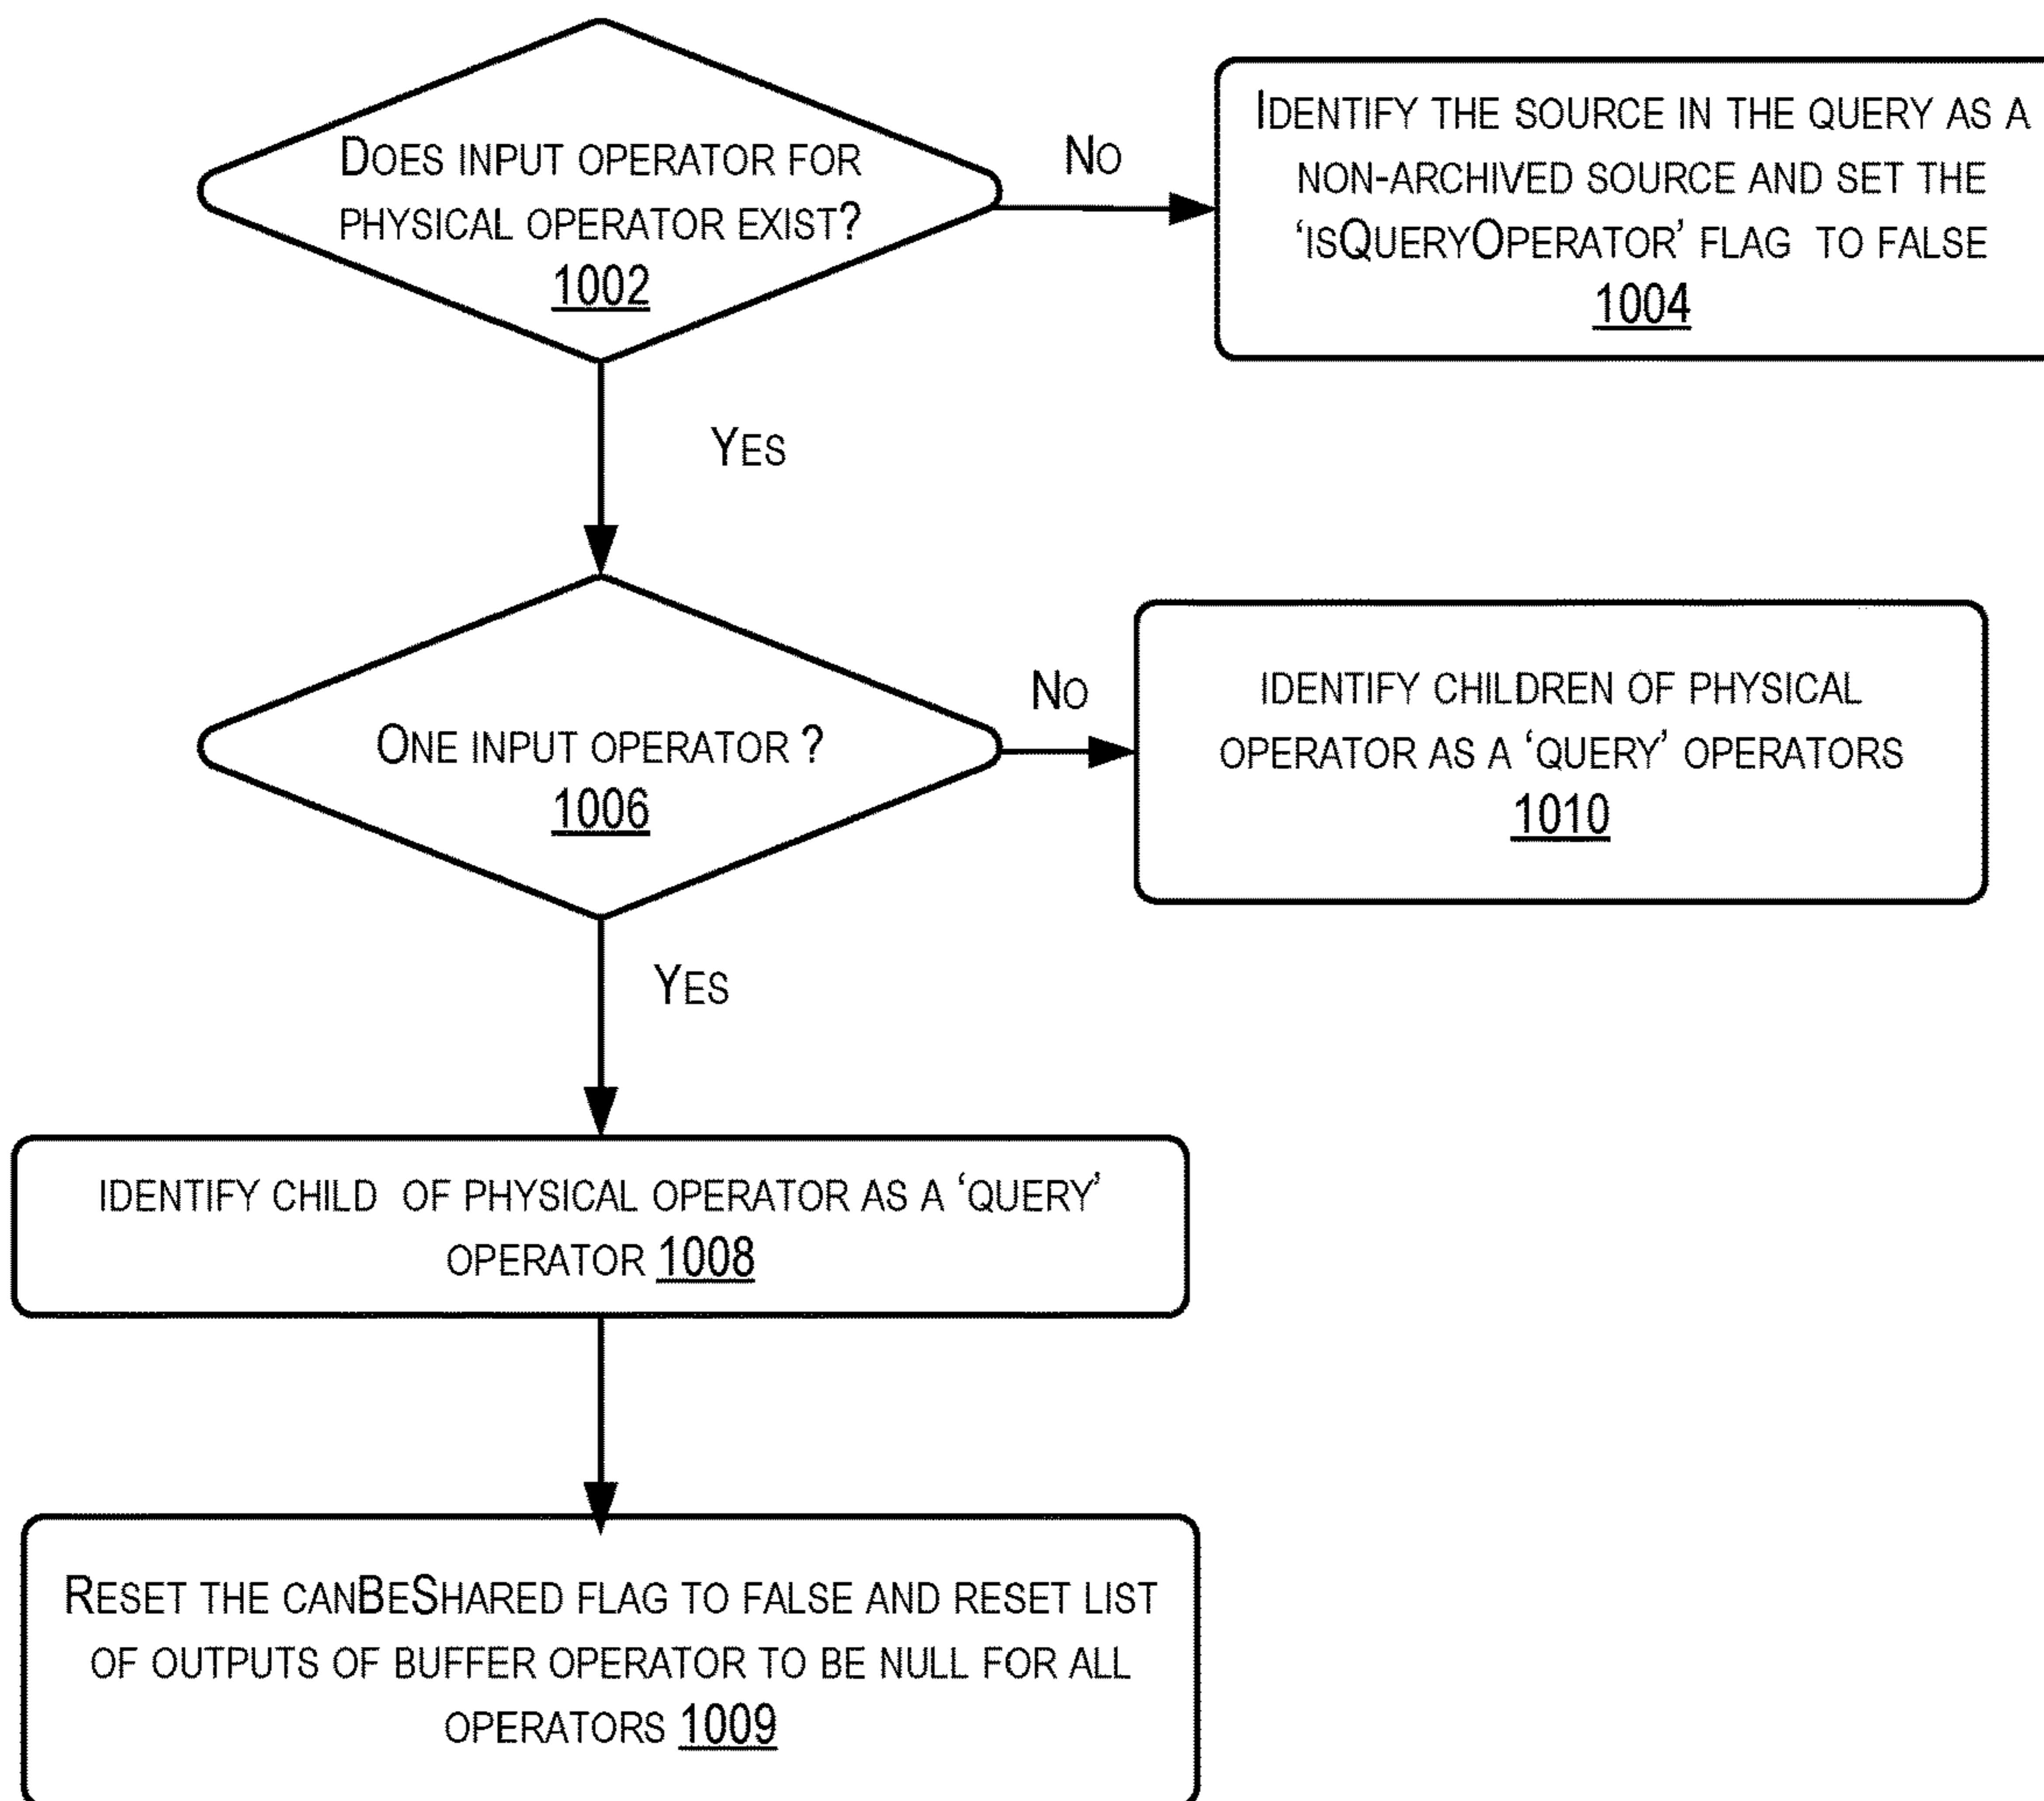 Does input operator for
physical operator exist?
1002
No
Identify the source in the query as a
non-archived source and set the
‘isQueryOperator’ flag to false
1004
Yes
One input operator ?
1006
No
identify children of physical
operator as a ‘query’ operators
1010
Yes
identify child of physical operator as a ‘query’
operator 1008
Reset the canBeShared flag to false and reset list
of outputs of buffer operator to be null for all
operators 1009